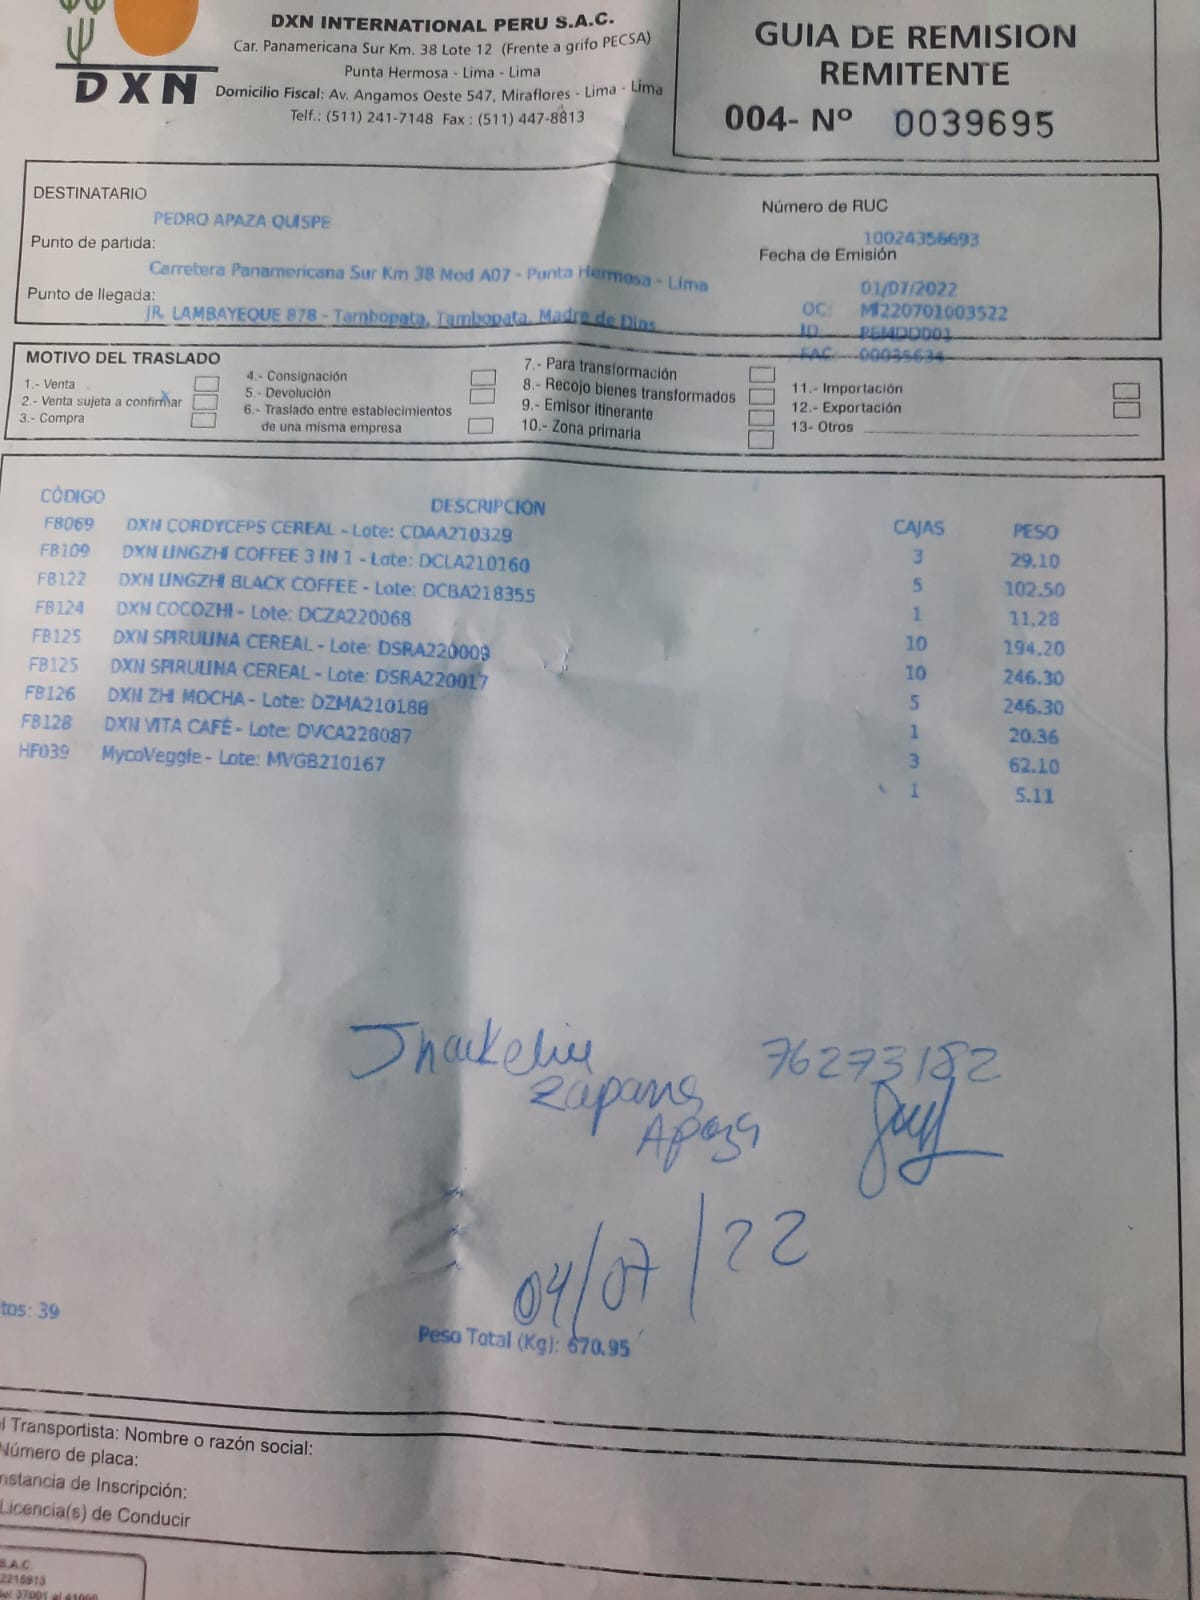 DXN
DXN INTERNATIONAL PERU S.A.C.
Car. Panamericana Sur Km. 38 Lote 12 (Frente a grifo PECSA)
Punta Hermosa - Lima - Lima
Domicilio Fiscal: Av. Angamos Oeste 547, Miraflores - Lima - Lima
Telf.: (511) 241-7148 Fax : (511) 447-8813
GUIA DE REMISION
REMITENTE
004- Nº 0039695
DESTINATARIO
PEDRO APAZA QUISPE
Punto de partida:
Carretera Panamericana Sur Km 38 Mod A07 - Punta Hermosa - Lima
Punto de llegada:
JR. LAMBAYEQUE 878 - Tambopata, Tambopata, Madre de Dios
Número de RUC
10024356693
Fecha de Emisión
01/07/2022
OC: MI220701003522
ID: PEMDD001
FAC: 00035634
MOTIVO DEL TRASLADO
1.- Venta
2.- Venta sujeta a confirmar
3.- Compra
4.- Consignación
5.- Devolución
6.- Traslado entre establecimientos
de una misma empresa
7.- Para transformación
8.- Recojo bienes transformados
9.- Emisor itinerante
10.- Zona primaria
11.- Importación
12.- Exportación
13- Otros
CÓDIGO DESCRIPCIÓN CAJAS PESO
FB069 DXN CORDYCEPS CEREAL - Lote: CDAA210329 3 29.10
FB109 DXN LINGZHI COFFEE 3 IN 1 - Lote: DCLA210160 5 102.50
FB122 DXN LINGZHI BLACK COFFEE - Lote: DCBA218355 1 11,28
FB124 DXN COCOZHI - Lote: DCZA220068 10 194.20
FB125 DXN SPIRULINA CEREAL - Lote: DSRA220009 10 246.30
FB125 DXN SPIRULINA CEREAL - Lote: DSRA220017 5 246.30
FB126 DXN ZHI MOCHA - Lote: DZMA210188 1 20.36
FB128 DXN VITA CAFÉ - Lote: DVCA228087 3 62.10
HF039 MycoVeggie - Lote: MVGB210167 1 5.11
Jhakeline
Zapana
Apaza
76273182
04/07/22
tos: 39
Peso Total (Kg): 670.95
l Transportista: Nombre o razón social:
Número de placa:
nstancia de Inscripción:
Licencia(s) de Conducir
S.A.C.
2215913